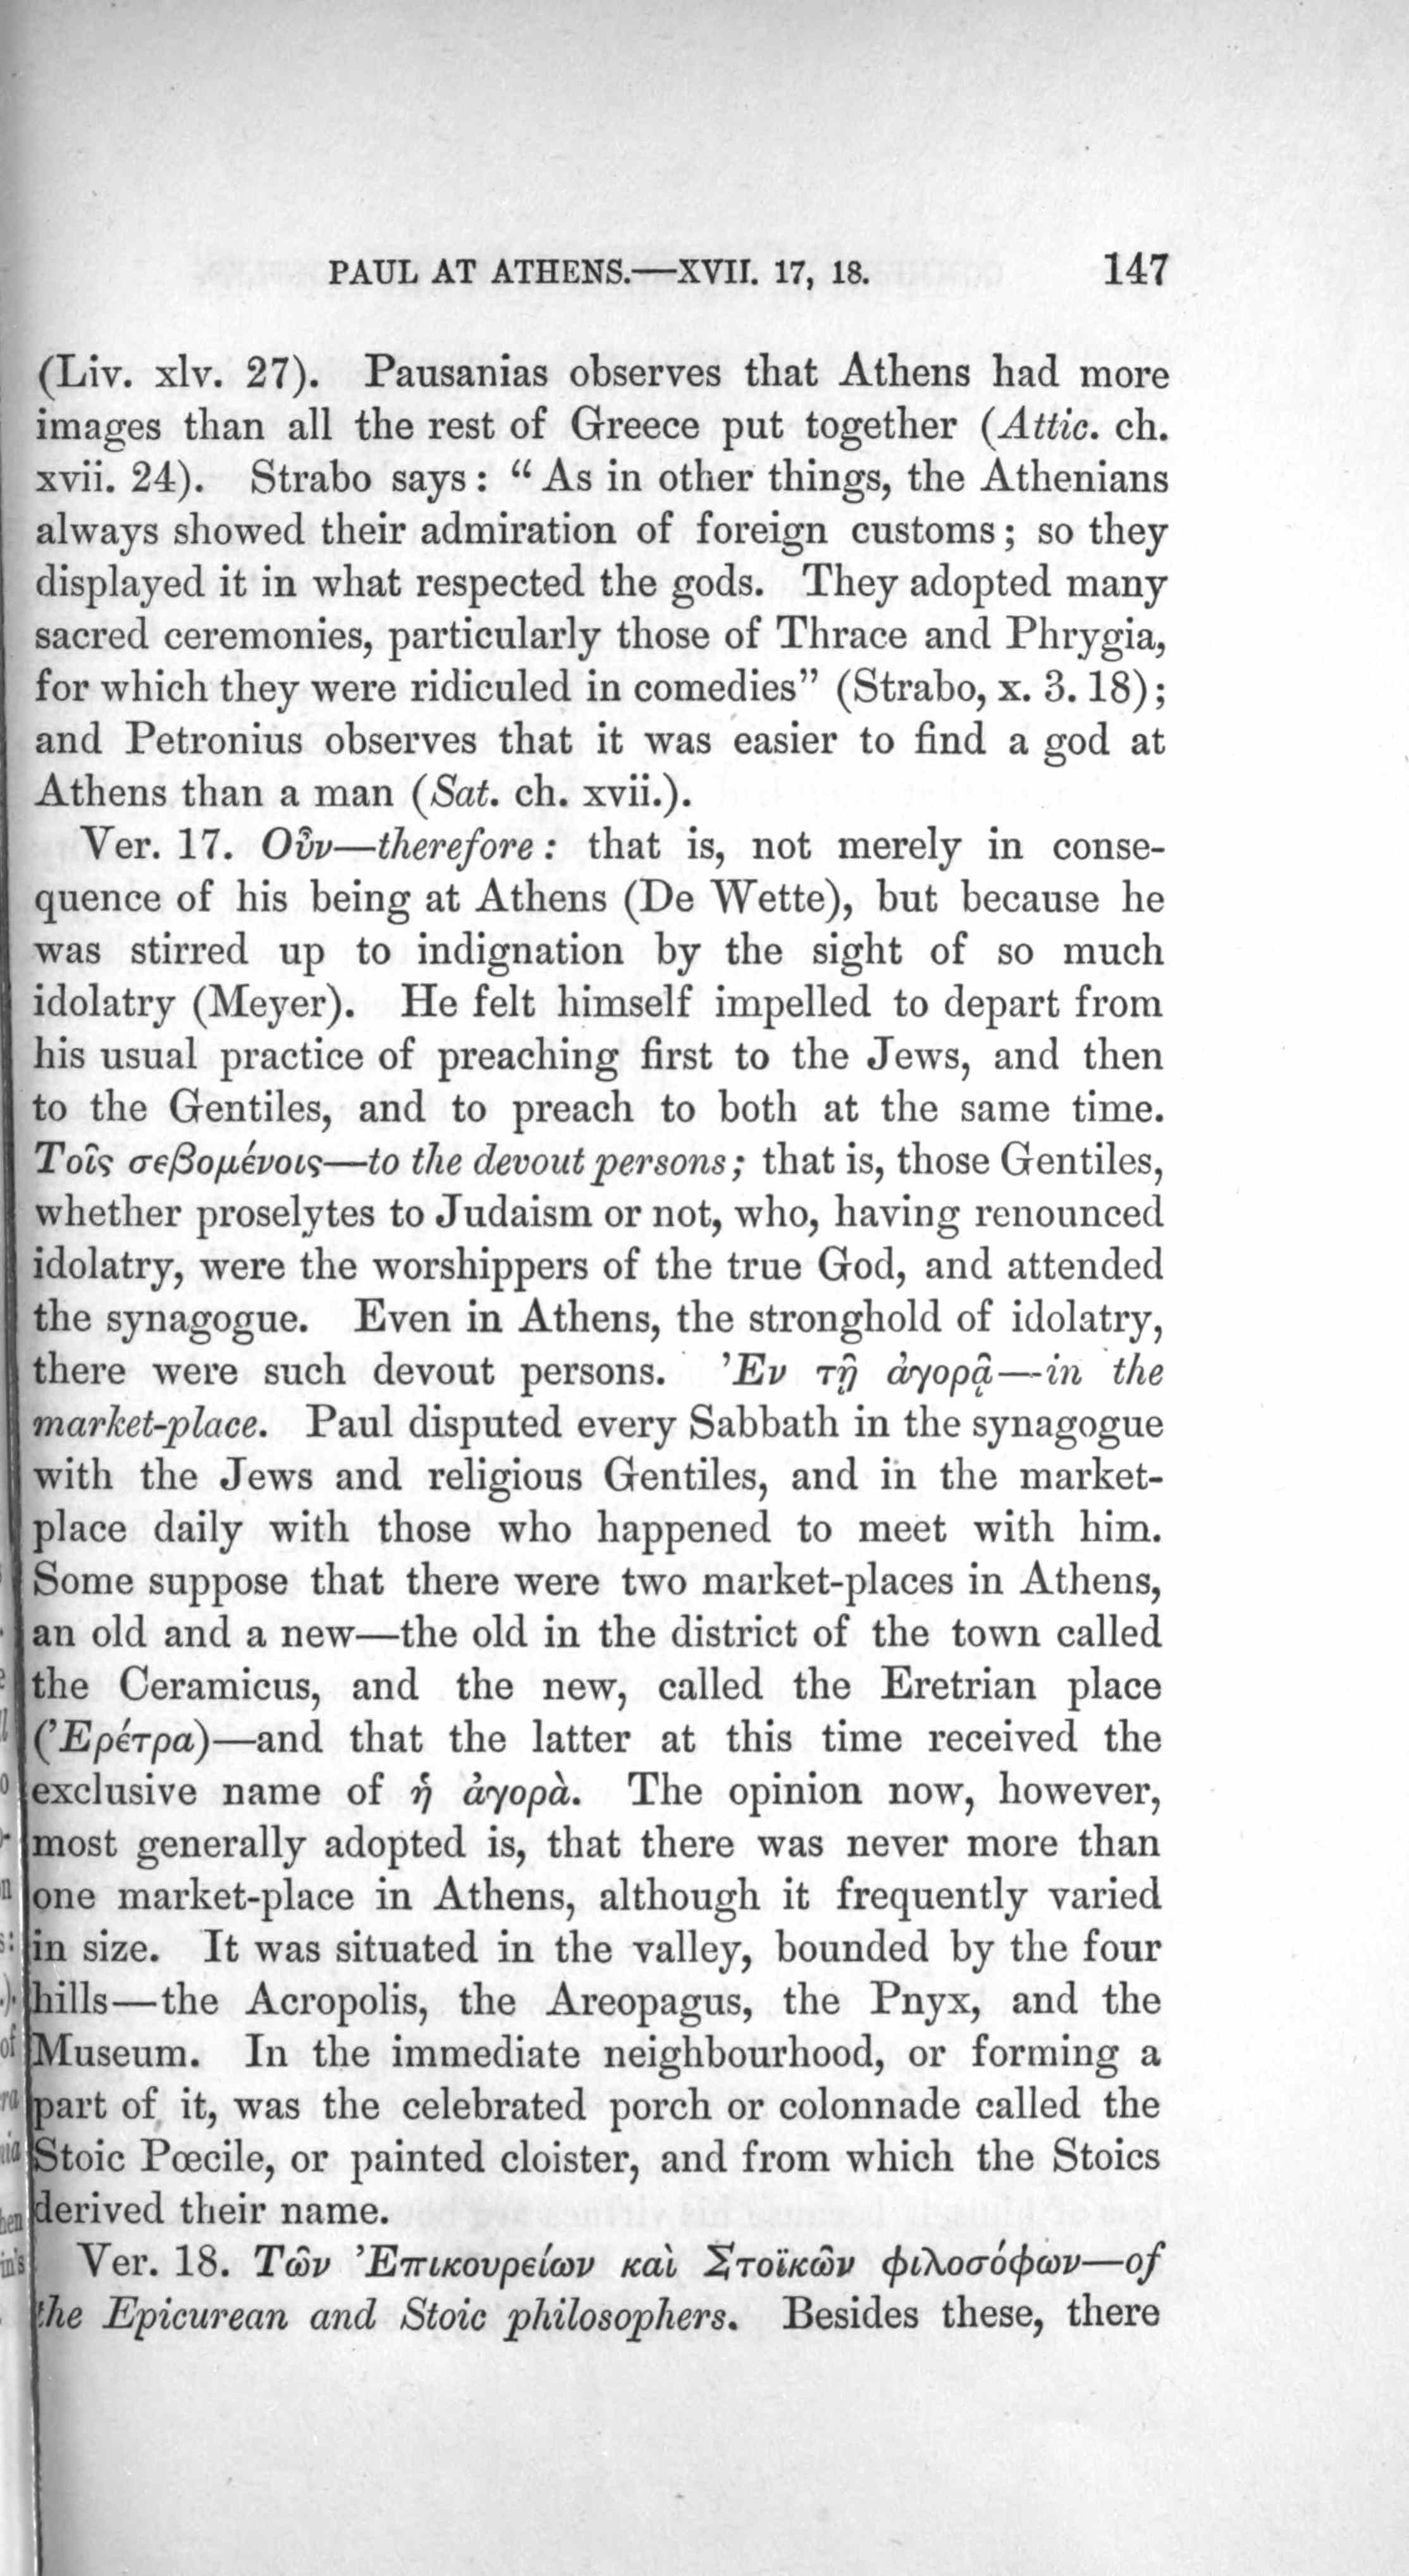 PAUL AT ATHENS.—XVII. 17, 18. 147
(Liv. xlv. 27). Pausanias observes that Athens had more
images than all the rest of Greece put together (Attic. ch.
xvii. 24). Strabo says: “As in other things, the Athenians
always showed their admiration of foreign customs; so they
displayed it in what respected the gods. They adopted many
sacred ceremonies, particularly those of Thrace and Phrygia,
for which they were ridiculed in comedies” (Strabo, x. 3. 18);
and Petronius observes that it was easier to find a god at
Athens than a man (Sat. ch. xvii.).
Ver. 17. Οὖν—therefore: that is, not merely in conse-
quence of his being at Athens (De Wette), but because he
was stirred up to indignation by the sight of so much
idolatry (Meyer). He felt himself impelled to depart from
his usual practice of preaching first to the Jews, and then
to the Gentiles, and to preach to both at the same time.
Τοῖς σεβομένοις—to the devout persons; that is, those Gentiles,
whether proselytes to Judaism or not, who, having renounced
idolatry, were the worshippers of the true God, and attended
the synagogue. Even in Athens, the stronghold of idolatry,
there were such devout persons. Ἐν τῇ ἀγορᾷ—in the
market-place. Paul disputed every Sabbath in the synagogue
with the Jews and religious Gentiles, and in the market-
place daily with those who happened to meet with him.
Some suppose that there were two market-places in Athens,
an old and a new—the old in the district of the town called
the Ceramicus, and the new, called the Eretrian place
(Ἐρέτρα)—and that the latter at this time received the
exclusive name of ἡ ἀγορὰ. The opinion now, however,
most generally adopted is, that there was never more than
one market-place in Athens, although it frequently varied
in size. It was situated in the valley, bounded by the four
hills—the Acropolis, the Areopagus, the Pnyx, and the
Museum. In the immediate neighbourhood, or forming a
part of it, was the celebrated porch or colonnade called the
Stoic Pœcile, or painted cloister, and from which the Stoics
derived their name.
Ver. 18. Τῶν Ἐπικουρείων καὶ Στοϊκῶν φιλοσόφων—of
the Epicurean and Stoic philosophers. Besides these, there